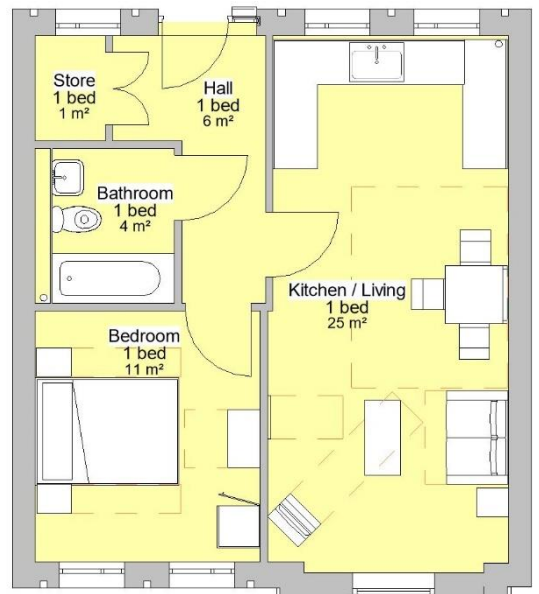 Store
1 bed
1 m²
Hall
1 bed
6 m²
Bathroom
1 bed
4 m²
Kitchen / Living
1 bed
25 m²
Bedroom
1 bed
11 m²